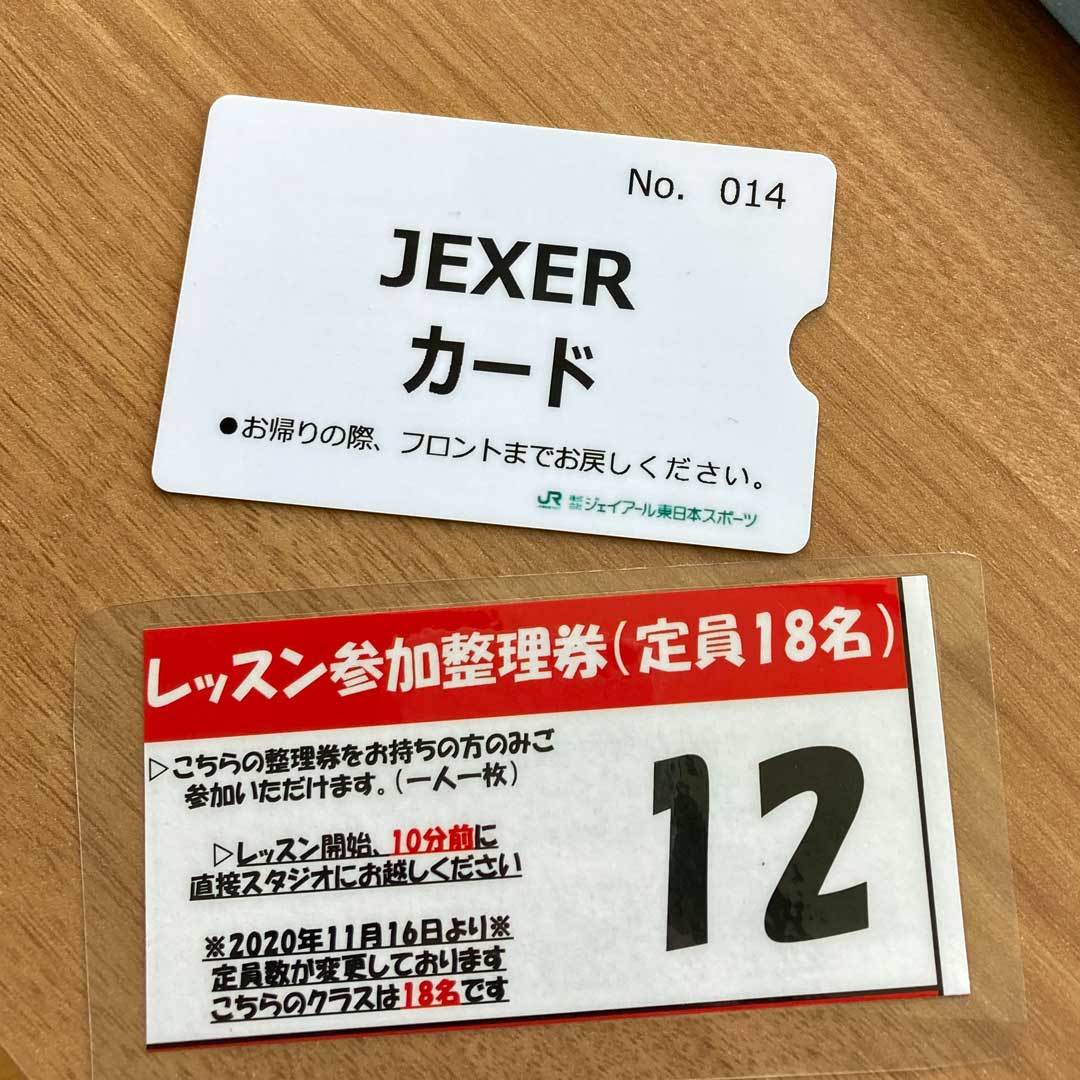 No. 014
JEXER
カード
●お帰りの際、フロントまでお戻しください。
JR 株式会社 ジェイアール東日本スポーツ
レッスン参加整理券(定員18名)
▷こちらの整理券をお持ちの方のみご
参加いただけます。(一人一枚)
12
▷レッスン開始、10分前に
直接スタジオにお越しください
※2020年11月16日より※
定員数が変更しております
こちらのクラスは18名です